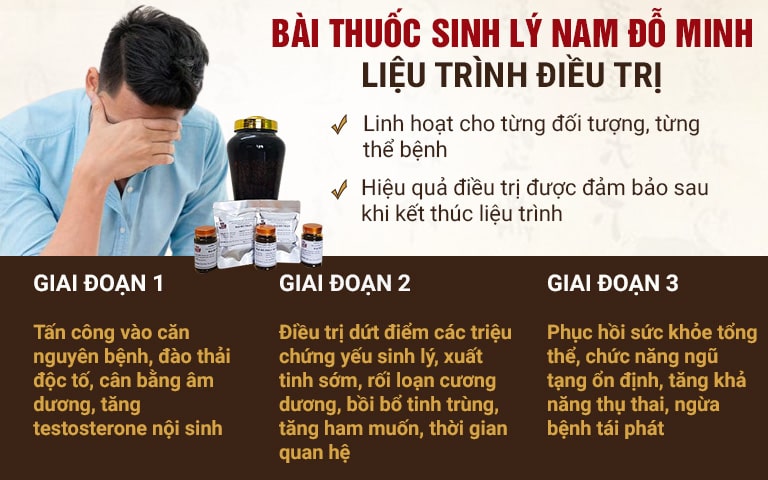 BÀI THUỐC SINH LÝ NAM ĐỖ MINH
LIỆU TRÌNH ĐIỀU TRỊ
Linh hoạt cho từng đối tượng, từng
thể bệnh
Hiệu quả điều trị được đảm bảo sau
khi kết thúc liệu trình
GIAI ĐOẠN 1
Tấn công vào căn
nguyên bệnh, đào thải
độc tố, cân bằng âm
dương, tăng
testosterone nội sinh
GIAI ĐOẠN 2
Điều trị dứt điểm các triệu
chứng yếu sinh lý, xuất
tinh sớm, rối loạn cương
dương, bồi bổ tinh trùng,
tăng ham muốn, thời gian
quan hệ
GIAI ĐOẠN 3
Phục hồi sức khỏe tổng
thể, chức năng ngũ
tạng ổn định, tăng khả
năng thụ thai, ngừa
bệnh tái phát